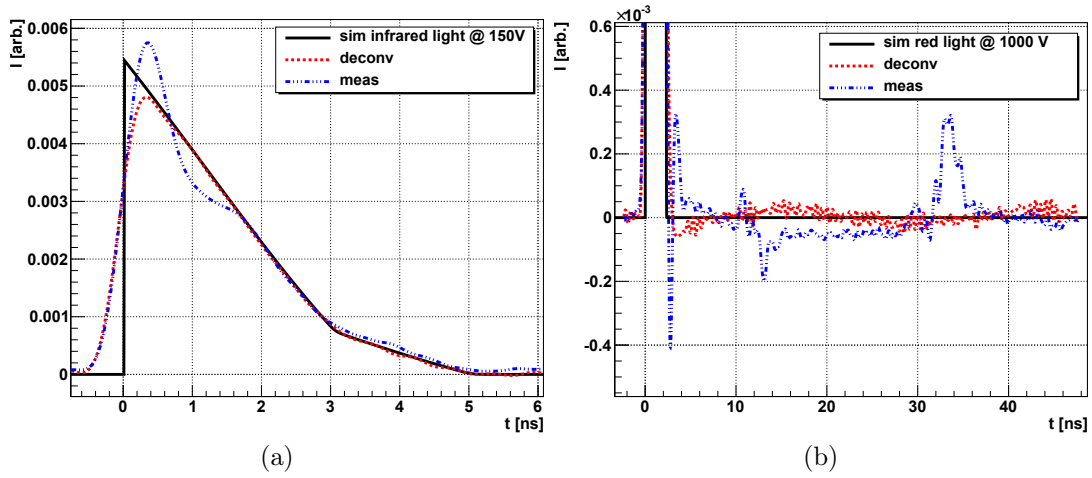 I [arb.]
0.006
0.005
0.004
0.003
0.002
0.001
0
sim infrared light @ 150V
deconv
meas
0 1 2 3 4 5 6
t [ns]
(a)
×10⁻³
I [arb.]
0.6
0.4
0.2
0
-0.2
-0.4
sim red light @ 1000 V
deconv
meas
0 10 20 30 40
t [ns]
(b)